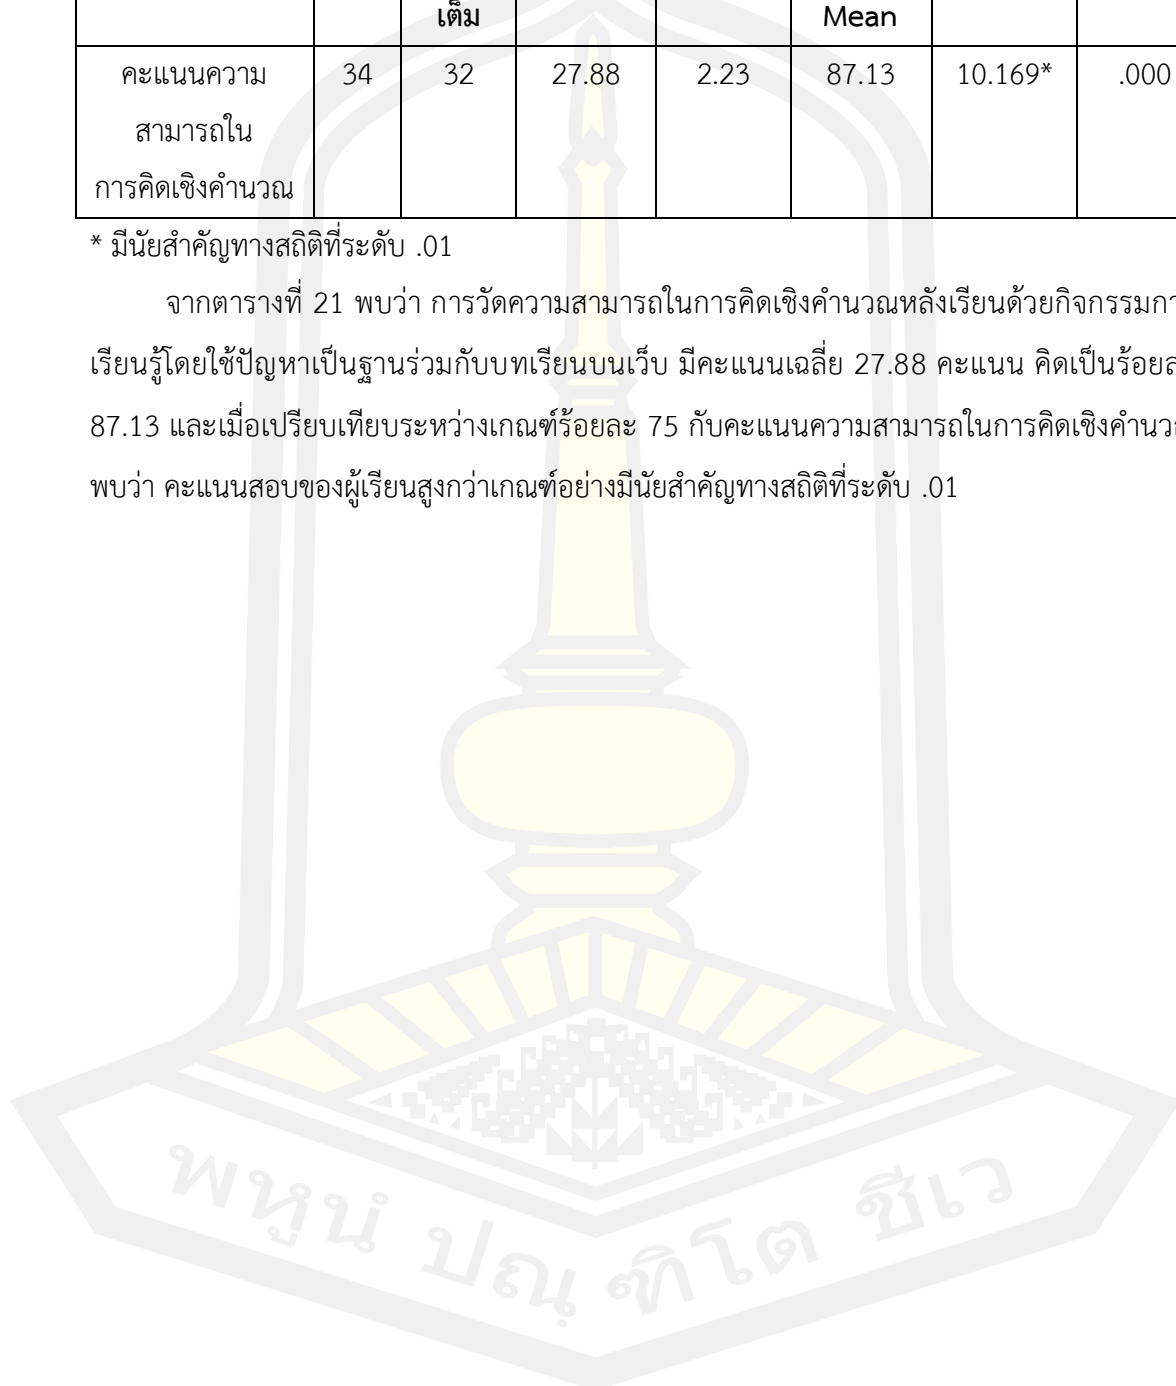 เต็ม Mean
คะแนนความ 34 32 27.88 2.23 87.13 10.169* .000
สามารถใน
การคิดเชิงคำนวณ
* มีนัยสำคัญทางสถิติที่ระดับ .01
จากตารางที่ 21 พบว่า การวัดความสามารถในการคิดเชิงคำนวณหลังเรียนด้วยกิจกรรมกา
เรียนรู้โดยใช้ปัญหาเป็นฐานร่วมกับบทเรียนบนเว็บ มีคะแนนเฉลี่ย 27.88 คะแนน คิดเป็นร้อยล
87.13 และเมื่อเปรียบเทียบระหว่างเกณฑ์ร้อยละ 75 กับคะแนนความสามารถในการคิดเชิงคำนว
พบว่า คะแนนสอบของผู้เรียนสูงกว่าเกณฑ์อย่างมีนัยสำคัญทางสถิติที่ระดับ .01
พหูนํ ปณฺฑิโต ชีเว